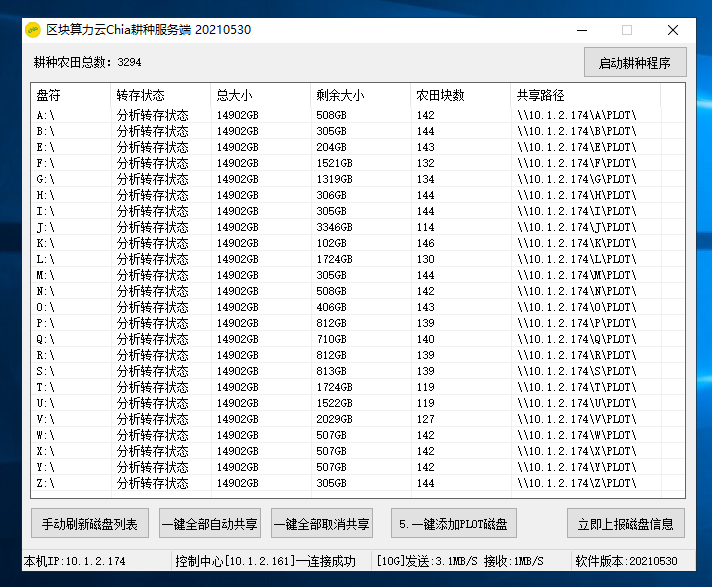 区块算力云Chia耕种服务端 20210530
耕种农田总数: 3294 启动耕种程序
盘符 转存状态 总大小 剩余大小 农田块数 共享路径
A:\ 分析转存状态 14902GB 508GB 142 \\10.1.2.174\A\PLOT\
B:\ 分析转存状态 14902GB 305GB 144 \\10.1.2.174\B\PLOT\
E:\ 分析转存状态 14902GB 204GB 143 \\10.1.2.174\E\PLOT\
F:\ 分析转存状态 14902GB 1521GB 132 \\10.1.2.174\F\PLOT\
G:\ 分析转存状态 14902GB 1319GB 134 \\10.1.2.174\G\PLOT\
H:\ 分析转存状态 14902GB 306GB 144 \\10.1.2.174\H\PLOT\
I:\ 分析转存状态 14902GB 305GB 144 \\10.1.2.174\I\PLOT\
J:\ 分析转存状态 14902GB 3346GB 114 \\10.1.2.174\J\PLOT\
K:\ 分析转存状态 14902GB 102GB 146 \\10.1.2.174\K\PLOT\
L:\ 分析转存状态 14902GB 1724GB 130 \\10.1.2.174\L\PLOT\
M:\ 分析转存状态 14902GB 305GB 144 \\10.1.2.174\M\PLOT\
N:\ 分析转存状态 14902GB 508GB 142 \\10.1.2.174\N\PLOT\
O:\ 分析转存状态 14902GB 406GB 143 \\10.1.2.174\O\PLOT\
P:\ 分析转存状态 14902GB 812GB 139 \\10.1.2.174\P\PLOT\
Q:\ 分析转存状态 14902GB 710GB 140 \\10.1.2.174\Q\PLOT\
R:\ 分析转存状态 14902GB 812GB 139 \\10.1.2.174\R\PLOT\
S:\ 分析转存状态 14902GB 813GB 139 \\10.1.2.174\S\PLOT\
T:\ 分析转存状态 14902GB 1724GB 119 \\10.1.2.174\T\PLOT\
U:\ 分析转存状态 14902GB 1522GB 119 \\10.1.2.174\U\PLOT\
V:\ 分析转存状态 14902GB 2029GB 127 \\10.1.2.174\V\PLOT\
W:\ 分析转存状态 14902GB 507GB 142 \\10.1.2.174\W\PLOT\
X:\ 分析转存状态 14902GB 507GB 142 \\10.1.2.174\X\PLOT\
Y:\ 分析转存状态 14902GB 507GB 142 \\10.1.2.174\Y\PLOT\
Z:\ 分析转存状态 14902GB 305GB 144 \\10.1.2.174\Z\PLOT\
手动刷新磁盘列表 一键全部自动共享 一键全部取消共享 5.一键添加PLOT磁盘 立即上报磁盘信息
本机IP:10.1.2.174 控制中心[10.1.2.161]—连接成功 [10G]发送:3.1MB/S 接收:1MB/S 软件版本:20210530